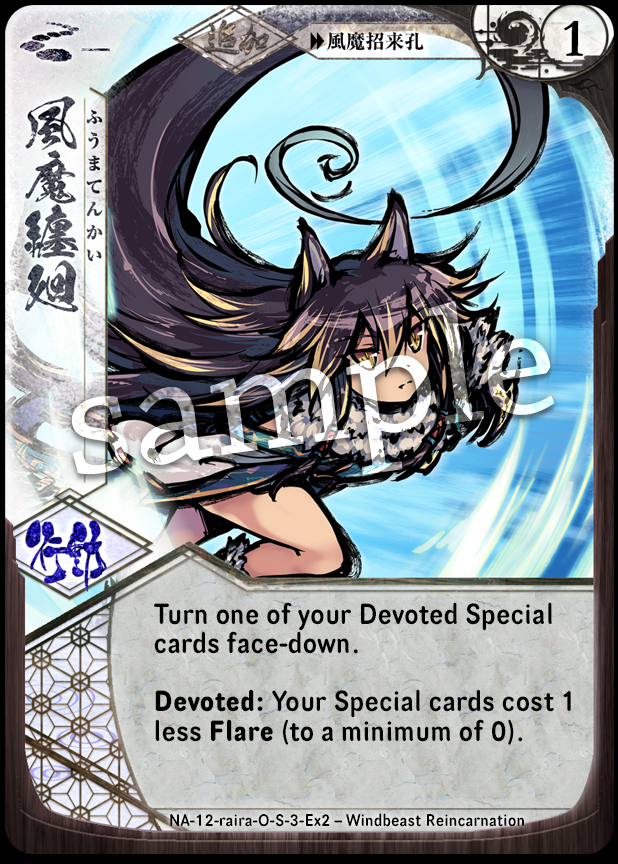 追加
風魔招来孔
1
風魔纏廻
ふうまてんかい
sample
行動
Turn one of your Devoted Special
cards face-down.
Devoted: Your Special cards cost 1
less Flare (to a minimum of 0).
NA-12-raira-O-S-3-Ex2 – Windbeast Reincarnation